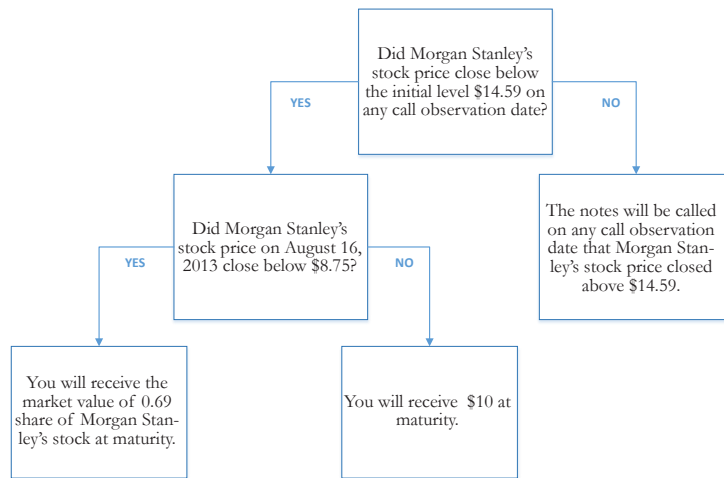 Did Morgan Stanley's
stock price close below
the initial level $14.59 on
any call observation date?
YES
NO
Did Morgan Stanley's
stock price on August 16,
2013 close below $8.75?
The notes will be called
on any call observation
date that Morgan Stan-
ley's stock price closed
above $14.59.
YES
NO
You will receive the
market value of 0.69
share of Morgan Stan-
ley's stock at maturity.
You will receive $10 at
maturity.